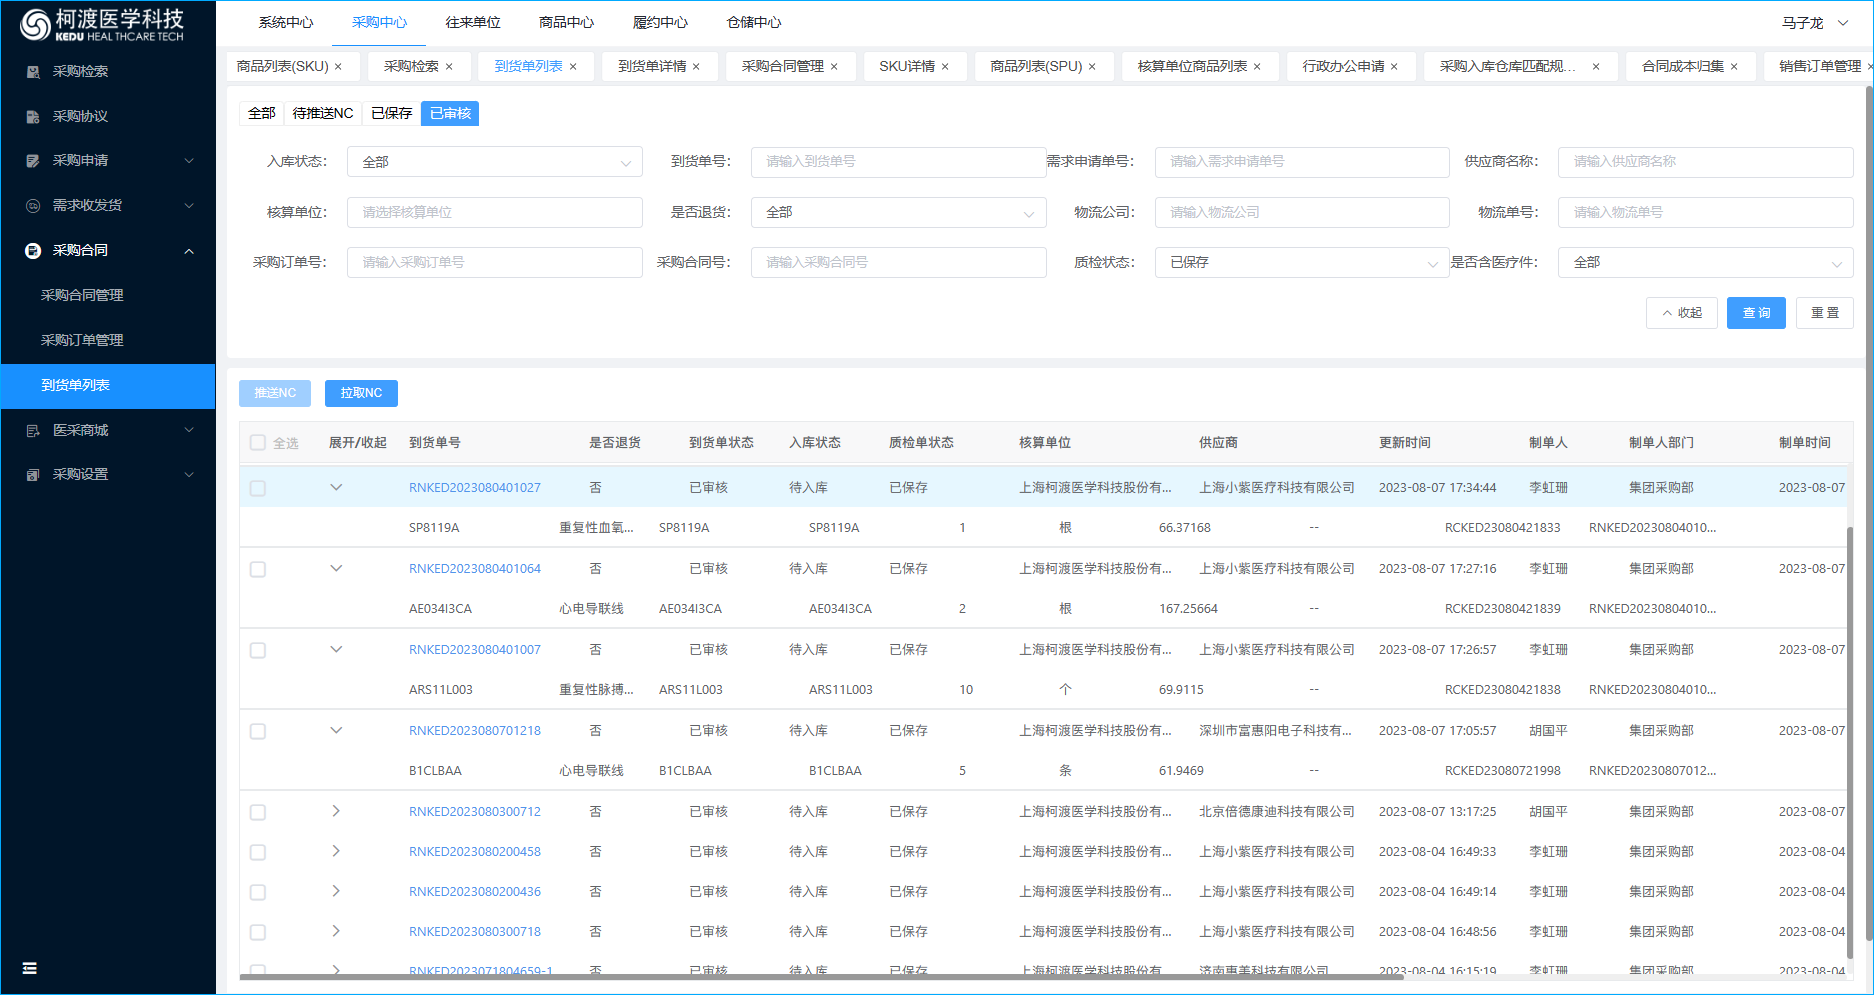 柯渡医学科技
KEDU HEALTHCARE TECH
系统中心 采购中心 往来单位 商品中心 履约中心 仓储中心 马子龙
商品列表(SKU) × 采购检索 × 到货单列表 × 到货单详情 × 采购合同管理 × SKU详情 × 商品列表(SPU) × 核算单位商品列表 × 行政办公申请 × 采购入库仓库匹配规... × 合同成本归集 × 销售订单管理 ×
采购检索
采购协议
采购申请
需求收发货
采购合同
采购合同管理
采购订单管理
到货单列表
医采商城
采购设置
全部 待推送NC 已保存 已审核
入库状态: 全部 到货单号: 请输入到货单号 需求申请单号: 请输入需求申请单号 供应商名称: 请输入供应商名称
核算单位: 请选择核算单位 是否退货: 全部 物流公司: 请输入物流公司 物流单号: 请输入物流单号
采购订单号: 请输入采购订单号 采购合同号: 请输入采购合同号 质检状态: 已保存 是否含医疗件: 全部
收起 查询 重置
推送NC 拉取NC
全选 展开/收起 到货单号 是否退货 到货单状态 入库状态 质检单状态 核算单位 供应商 更新时间 制单人 制单人部门 制单时间
RNKED2023080401027 否 已审核 待入库 已保存 上海柯渡医学科技股份有... 上海小紫医疗科技有限公司 2023-08-07 17:34:44 李虹珊 集团采购部 2023-08-07
SP8119A 重复性血氧... SP8119A SP8119A 1 根 66.37168 -- RCKED23080421833 RNKED20230804010...
RNKED2023080401064 否 已审核 待入库 已保存 上海柯渡医学科技股份有... 上海小紫医疗科技有限公司 2023-08-07 17:27:16 李虹珊 集团采购部 2023-08-07
AE034I3CA 心电导联线 AE034I3CA AE034I3CA 2 根 167.25664 -- RCKED23080421839 RNKED20230804010...
RNKED2023080401007 否 已审核 待入库 已保存 上海柯渡医学科技股份有... 上海小紫医疗科技有限公司 2023-08-07 17:26:57 李虹珊 集团采购部 2023-08-07
ARS11L003 重复性脉搏... ARS11L003 ARS11L003 10 个 69.9115 -- RCKED23080421838 RNKED20230804010...
RNKED2023080701218 否 已审核 待入库 已保存 上海柯渡医学科技股份有... 深圳市富惠阳电子科技有... 2023-08-07 17:05:57 胡国平 集团采购部 2023-08-07
B1CLBAA 心电导联线 B1CLBAA B1CLBAA 5 条 61.9469 -- RCKED23080721998 RNKED20230807012...
RNKED2023080300712 否 已审核 待入库 已保存 上海柯渡医学科技股份有... 北京倍德康迪科技有限公司 2023-08-07 13:17:25 胡国平 集团采购部 2023-08-07
RNKED2023080200458 否 已审核 待入库 已保存 上海柯渡医学科技股份有... 上海小紫医疗科技有限公司 2023-08-04 16:49:33 李虹珊 集团采购部 2023-08-04
RNKED2023080200436 否 已审核 待入库 已保存 上海柯渡医学科技股份有... 上海小紫医疗科技有限公司 2023-08-04 16:49:14 李虹珊 集团采购部 2023-08-04
RNKED2023080300718 否 已审核 待入库 已保存 上海柯渡医学科技股份有... 上海小紫医疗科技有限公司 2023-08-04 16:48:56 李虹珊 集团采购部 2023-08-04
RNKED2023071804659-1 否 已审核 待入库 已保存 上海柯渡医学科技股份有... 济南惠美科技有限公司 2023-08-04 16:15:19 李虹珊 集团采购部 2023-08-04